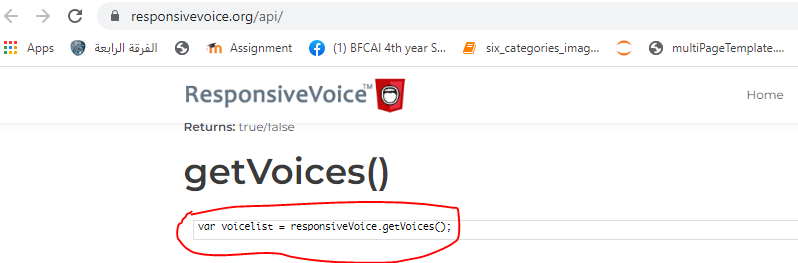 responsivevoice.org/api/
Apps الفرقة الرابعة Assignment (1) BFCAI 4th year S... six_categories_imag... multiPageTemplate....
ResponsiveVoice™ Home
Returns: true/false
getVoices()
var voicelist = responsiveVoice.getVoices();